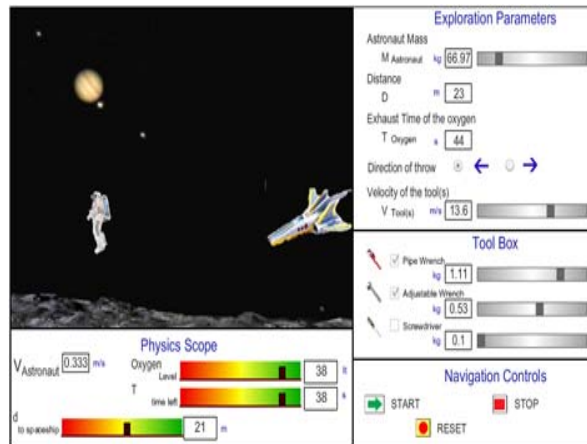 Exploration Parameters
Astronaut Mass
M Astronaut kg 66.97
Distance
D m 23
Exhaust Time of the oxygen
T Oxygen s 44
Direction of throw
Velocity of the tool(s)
V Tool(s) m/s 13.6
Tool Box
Pipe Wrench
kg 1.11
Adjustable Wrench
kg 0.53
Screwdriver
kg 0.1
Physics Scope
V Astronaut 0.333 m/s
Oxygen Level 38 lt
T time left 38 s
d to spaceship 21 m
Navigation Controls
START
STOP
RESET